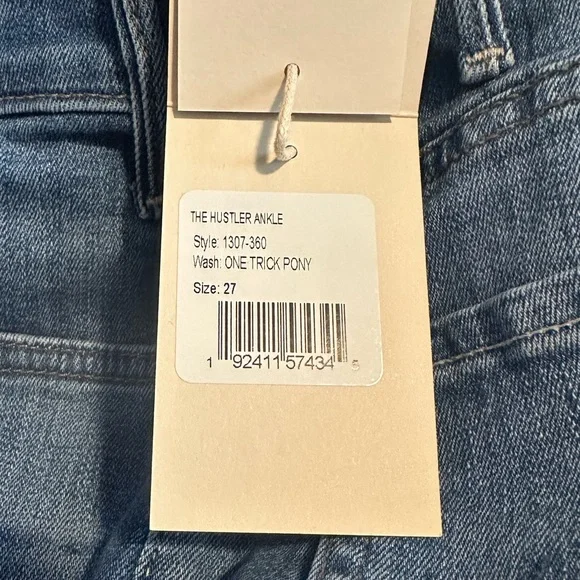 THE HUSTLER ANKLE
Style: 1307-360
Wash: ONE TRICK PONY
Size: 27
1 92411 57434 5